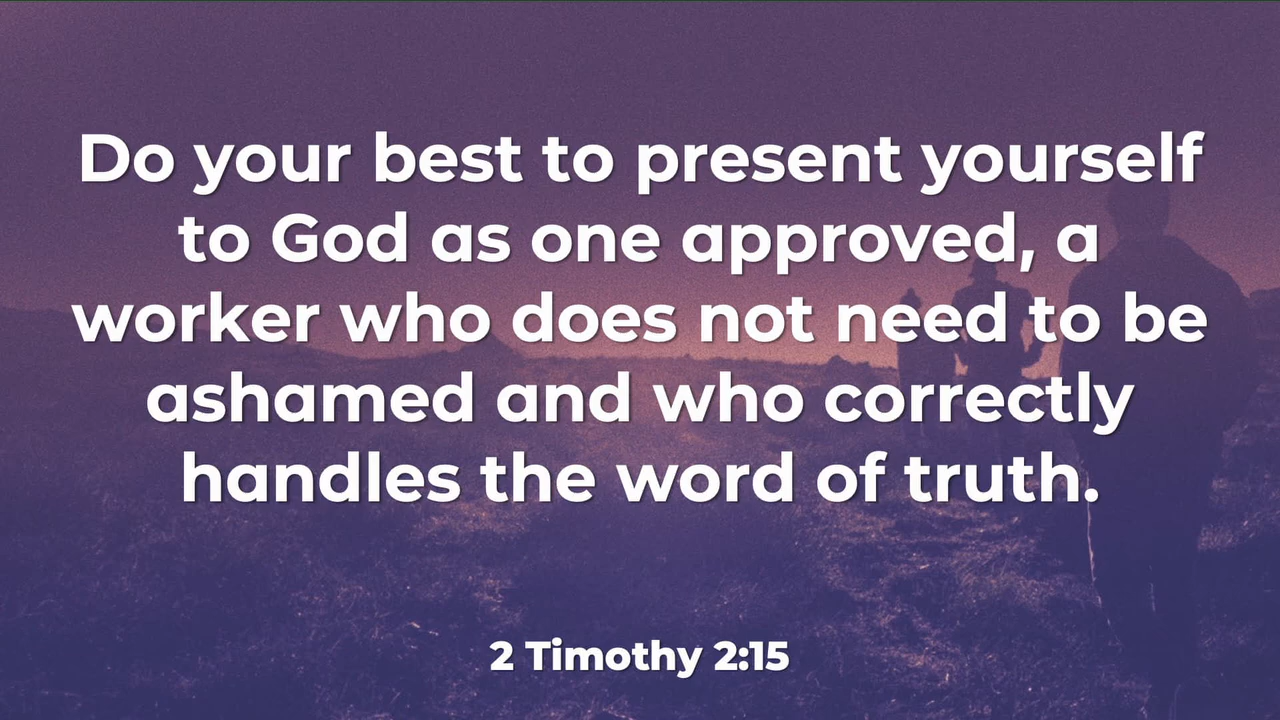 Do your best to present yourself
to God as one approved, a
worker who does not need to be
ashamed and who correctly
handles the word of truth.
2 Timothy 2:15